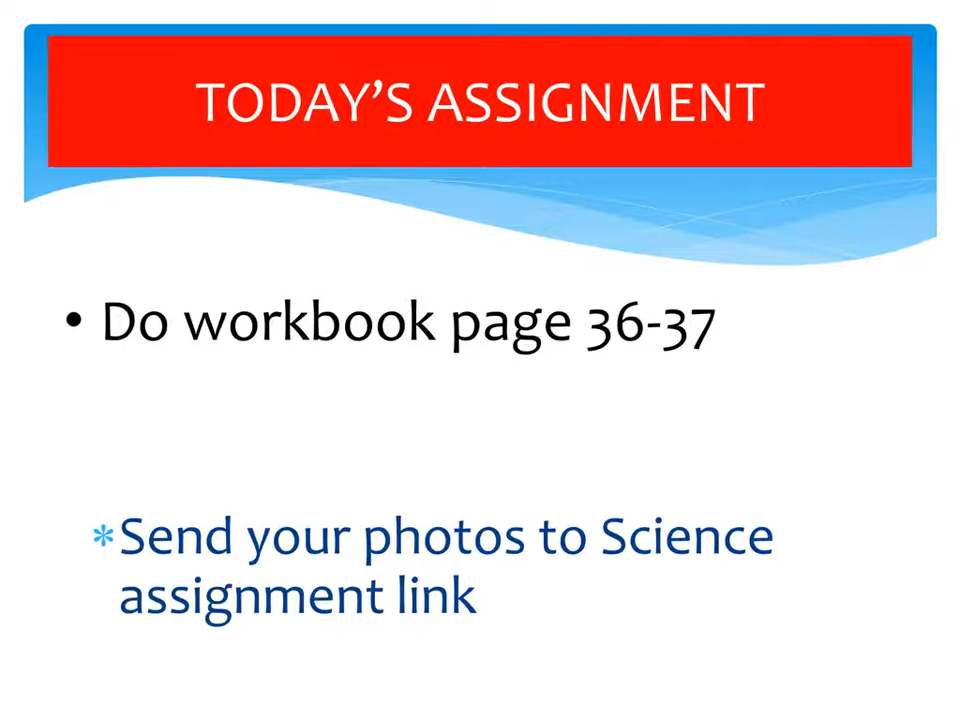 TODAY’S ASSIGNMENT
• Do workbook page 36-37
*Send your photos to Science
assignment link